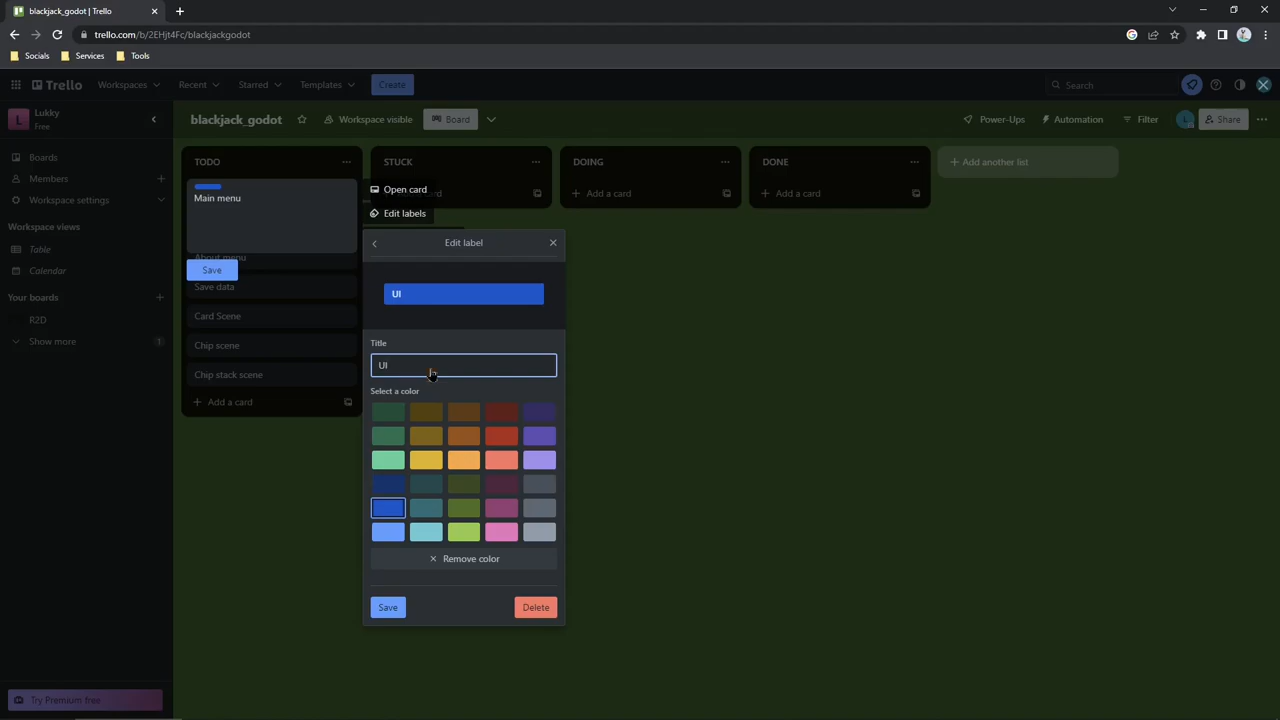 blackjack_godot | Trello
trello.com/b/2EHjt4Fc/blackjackgodot
Socials
Services
Tools
Trello
Workspaces
Recent
Starred
Templates
Create
Search
L
Lukky
Free
blackjack_godot
Workspace visible
Board
Power-Ups
Automation
Filter
Share
Boards
Members
Workspace settings
Workspace views
Table
Calendar
Your boards
R2D
Show more
1
Try Premium free
TODO
Main menu
About menu
Save
Save data
Card Scene
Chip scene
Chip stack scene
Add a card
STUCK
Open card
card
Edit labels
DOING
Add a card
DONE
Add a card
Add another list
Edit label
UI
Title
UI
Select a color
Remove color
Save
Delete